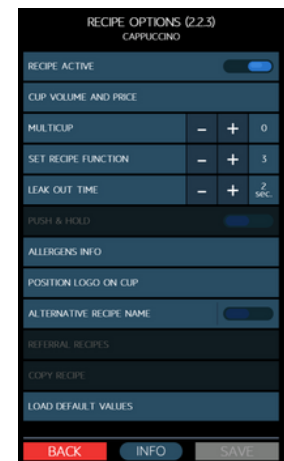 RECIPE OPTIONS (2.2.3)
CAPPUCCINO
RECIPE ACTIVE
CUP VOLUME AND PRICE
MULTICUP - + 0
SET RECIPE FUNCTION - + 3
LEAK OUT TIME - + 2 sec.
PUSH & HOLD
ALLERGENS INFO
POSITION LOGO ON CUP
ALTERNATIVE RECIPE NAME
REFERRAL RECIPES
COPY RECIPE
LOAD DEFAULT VALUES
BACK INFO SAVE